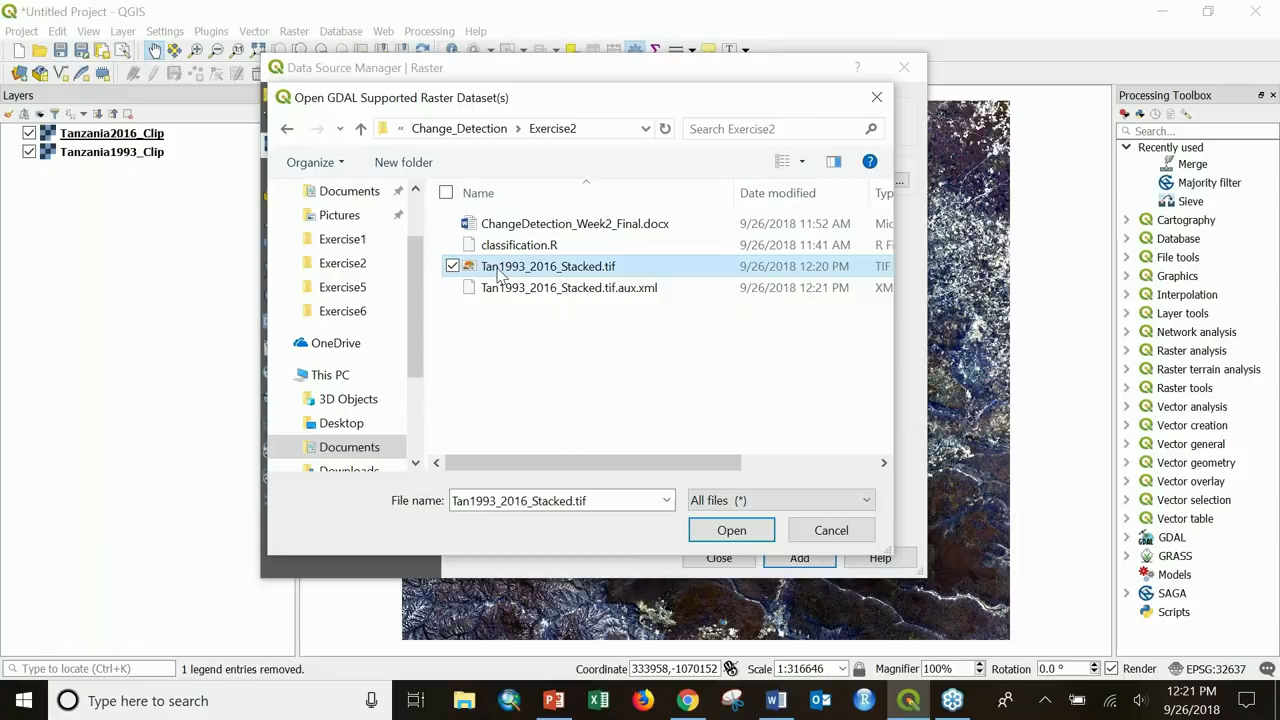 *Untitled Project - QGIS
Project Edit View Layer Settings Plugins Vector Raster Database Web Processing Help
Data Source Manager | Raster
Open GDAL Supported Raster Dataset(s)
« Change_Detection › Exercise2
Search Exercise2
Organize New folder
Name Date modified Typ
ChangeDetection_Week2_Final.docx 9/26/2018 11:52 AM Mic
classification.R 9/26/2018 11:41 AM R F
Tan1993_2016_Stacked.tif 9/26/2018 12:20 PM TIF
Tan1993_2016_Stacked.tif.aux.xml 9/26/2018 12:21 PM XM
Documents
Pictures
Exercise1
Exercise2
Exercise5
Exercise6
OneDrive
This PC
3D Objects
Desktop
Documents
Downloads
File name: Tan1993_2016_Stacked.tif All files (*)
Open Cancel
Close Add Help
Layers
Tanzania2016_Clip
Tanzania1993_Clip
Processing Toolbox
Search...
Recently used
Merge
Majority filter
Sieve
Cartography
Database
File tools
Graphics
Interpolation
Layer tools
Network analysis
Raster analysis
Raster terrain analysis
Raster tools
Vector analysis
Vector creation
Vector general
Vector geometry
Vector overlay
Vector selection
Vector table
GDAL
GRASS
Models
SAGA
Scripts
Type to locate (Ctrl+K) 1 legend entries removed. Coordinate 333958,-1070152 Scale 1:316646 Magnifier 100% Rotation 0.0 ° Render EPSG:32637
Type here to search
12:21 PM
9/26/2018